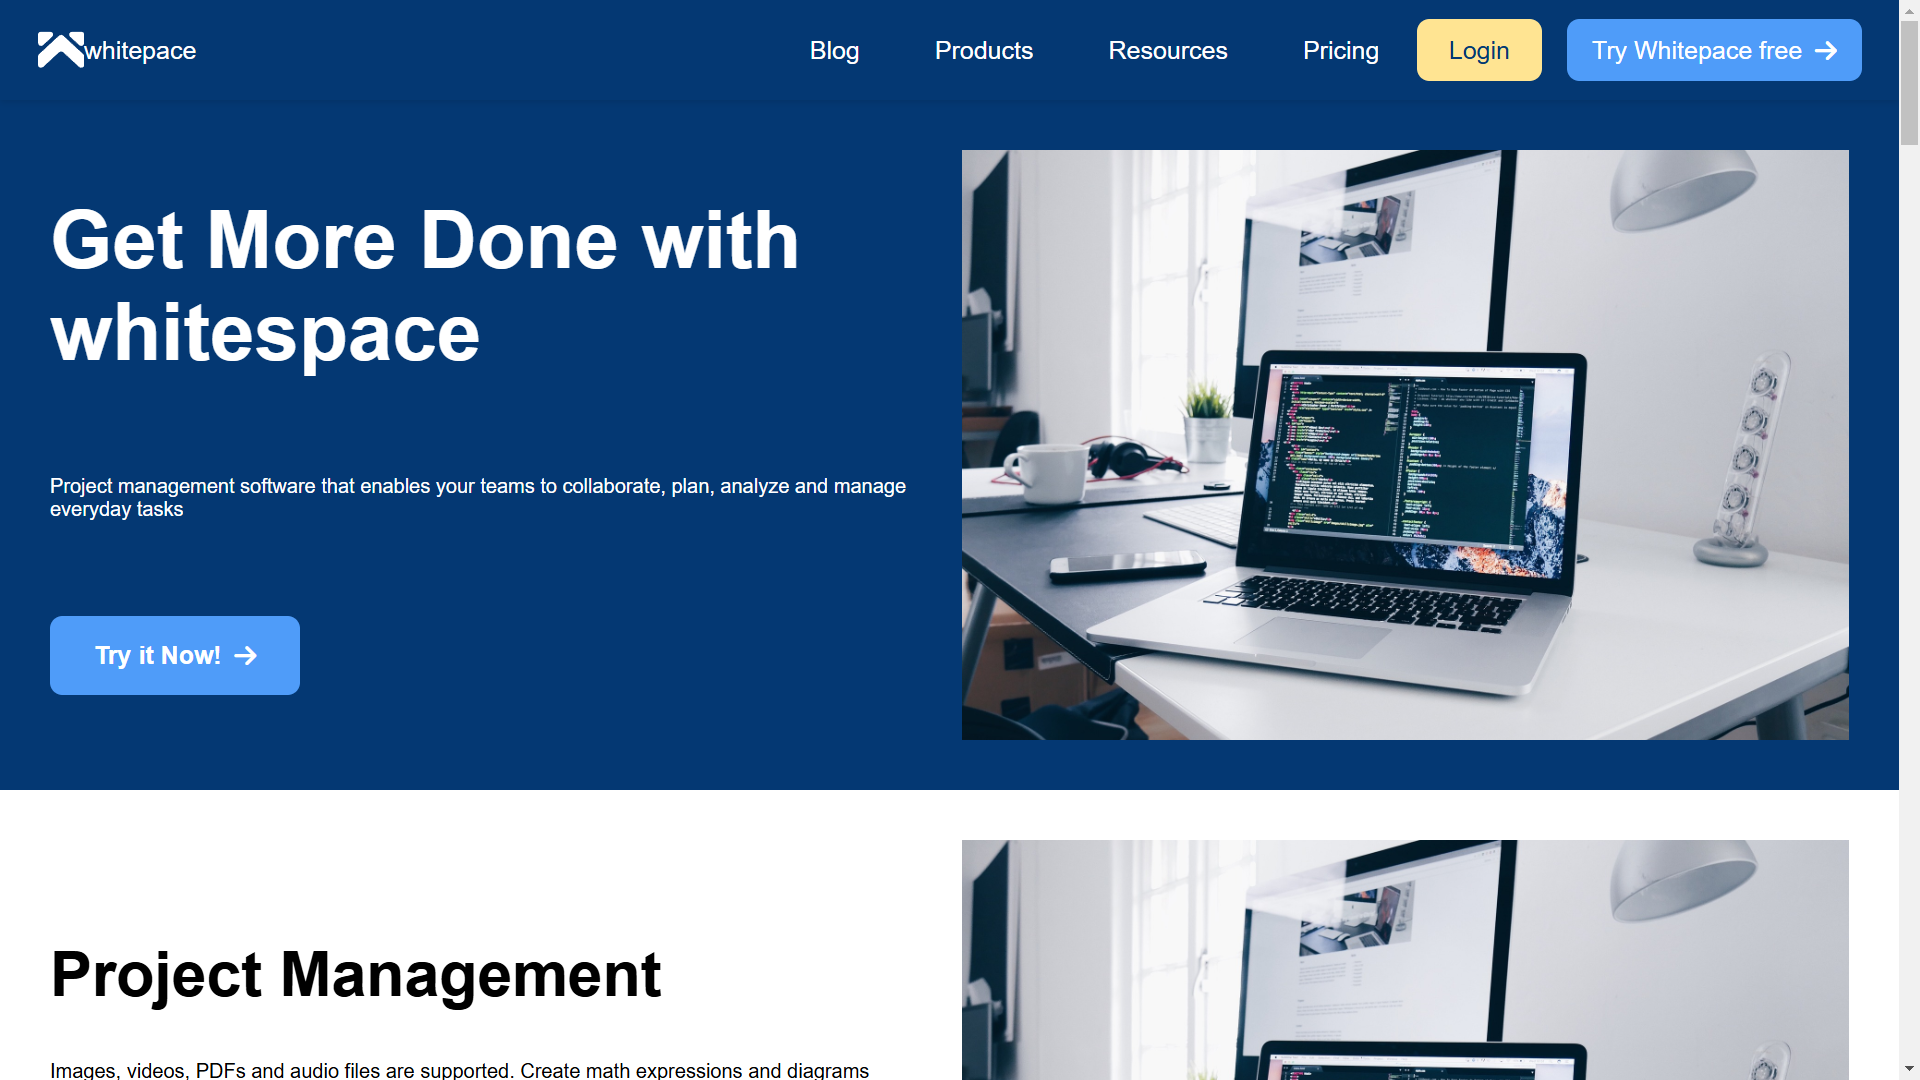 whitepace
Blog
Products
Resources
Pricing
Login
Try Whitepace free
Get More Done with
whitespace
Project management software that enables your teams to collaborate, plan, analyze and manage
everyday tasks
Try it Now!
Project Management
Images, videos, PDFs and audio files are supported. Create math expressions and diagrams